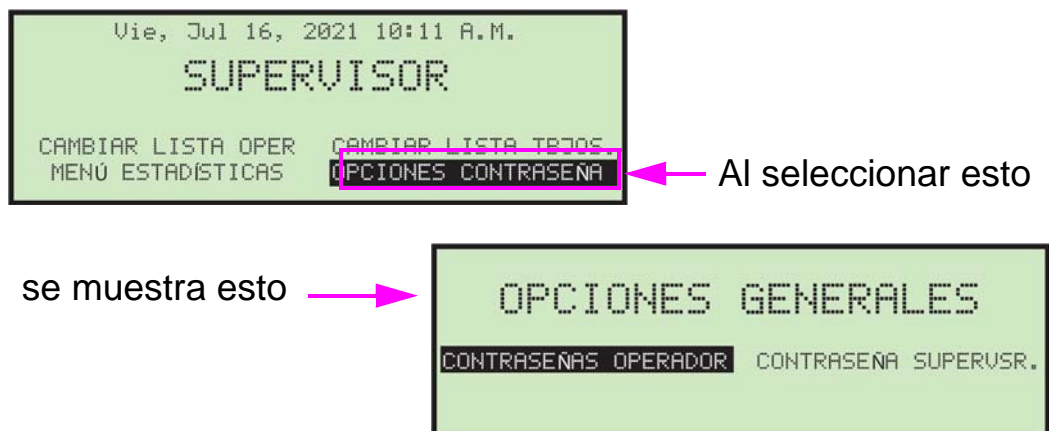 Vie, Jul 16, 2021 10:11 A.M.
SUPERVISOR
CAMBIAR LISTA OPER CAMBIAR LISTA TBJOS.
MENÚ ESTADÍSTICAS OPCIONES CONTRASEÑA
Al seleccionar esto
se muestra esto
OPCIONES GENERALES
CONTRASEÑAS OPERADOR CONTRASEÑA SUPERVSR.